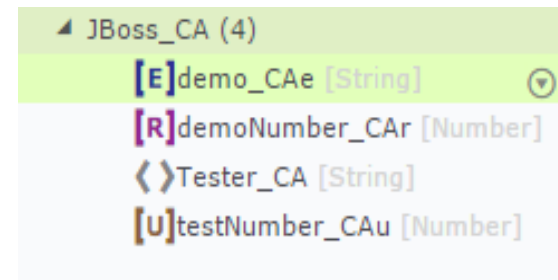 JBoss_CA (4)
[E]demo_CAe [String]
[R]demoNumber_CAr [Number]
Tester_CA [String]
[U]testNumber_CAu [Number]